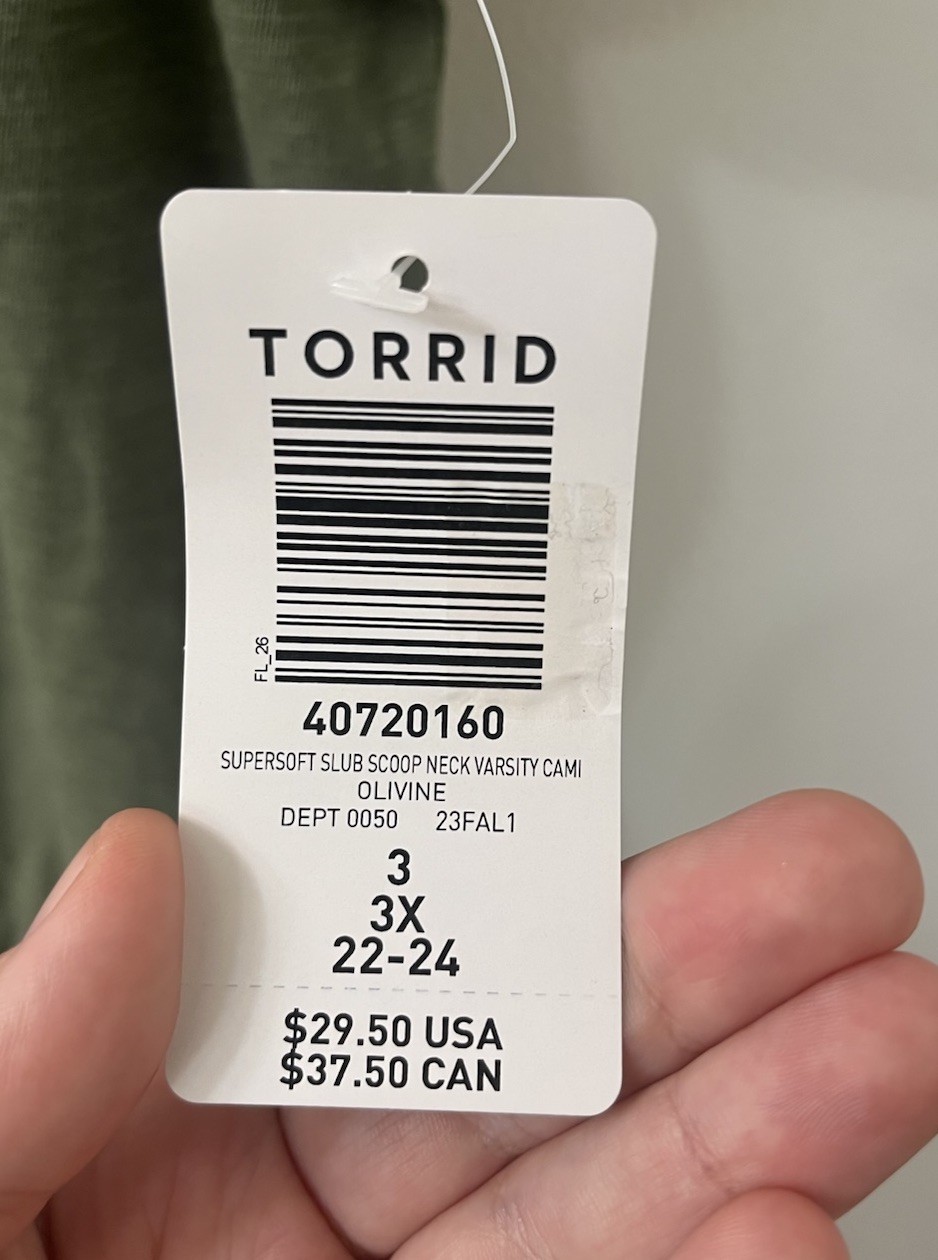 TORRID
FL_26
40720160
SUPERSOFT SLUB SCOOP NECK VARSITY CAMI
OLIVINE
DEPT 0050 23FAL1
3
3X
22-24
$29.50 USA
$37.50 CAN